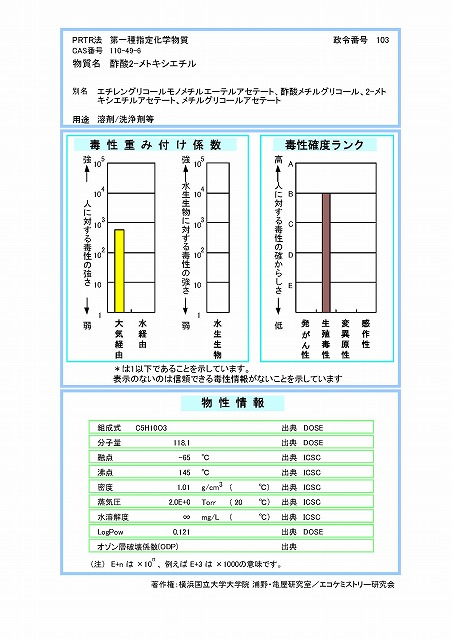 PRTR法 第一種指定化学物質 政令番号 103
CAS番号 110-49-6
物質名 酢酸2-メトキシエチル
別名 エチレングリコールモノメチルエーテルアセテート、酢酸メチルグリコール、2-メト
キシエチルアセテート、メチルグリコールアセテート
用途 溶剤/洗浄剤等
毒性重み付け係数
強
人に対する毒性の強さ
弱
10^5
10^4
10^3
10^2
10
1
大気経由
水経由
強
水生生物に対する毒性の強さ
弱
10^5
10^4
10^3
10^2
10
1
水生生物
毒性確度ランク
高
人に対する毒性の確からしさ
低
A
B
C
D
E
発がん性
生殖毒性
変異原性
感作性
*は1以下であることを示しています。
表示のないのは信頼できる毒性情報がないことを示しています
物性情報
組成式 C5H10O3 出典 DOSE
分子量 118.1 出典 DOSE
融点 -65 ℃ 出典 ICSC
沸点 145 ℃ 出典 ICSC
密度 1.01 g/cm3 ( ℃) 出典 ICSC
蒸気圧 2.0E+0 Torr (20 ℃) 出典 ICSC
水溶解度 ∞ mg/L ( ℃) 出典 ICSC
LogPow 0.121 出典 DOSE
オゾン層破壊係数(ODP) 出典
(注) E+n は ×10^n 、例えば E+3 は ×1000の意味です。
著作権:横浜国立大学大学院 浦野・亀屋研究室/エコケミストリー研究会